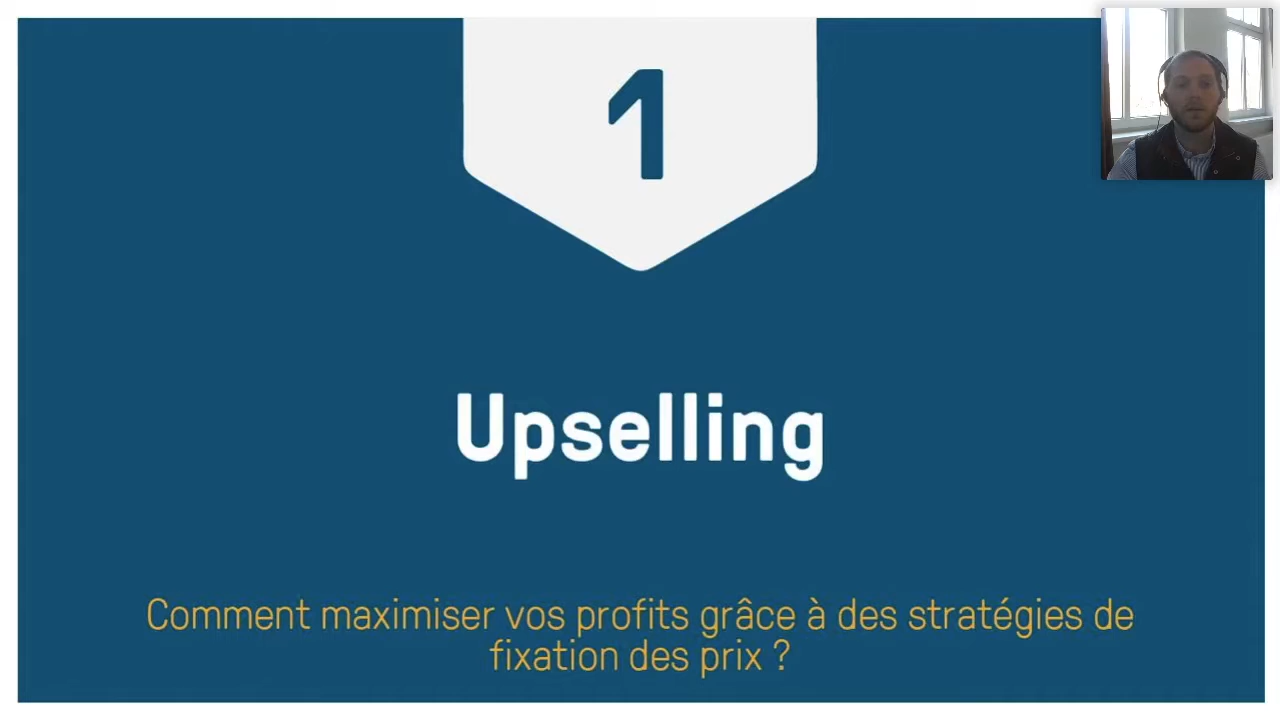 1
Upselling
Comment maximiser vos profits grâce à des stratégies de
fixation des prix ?